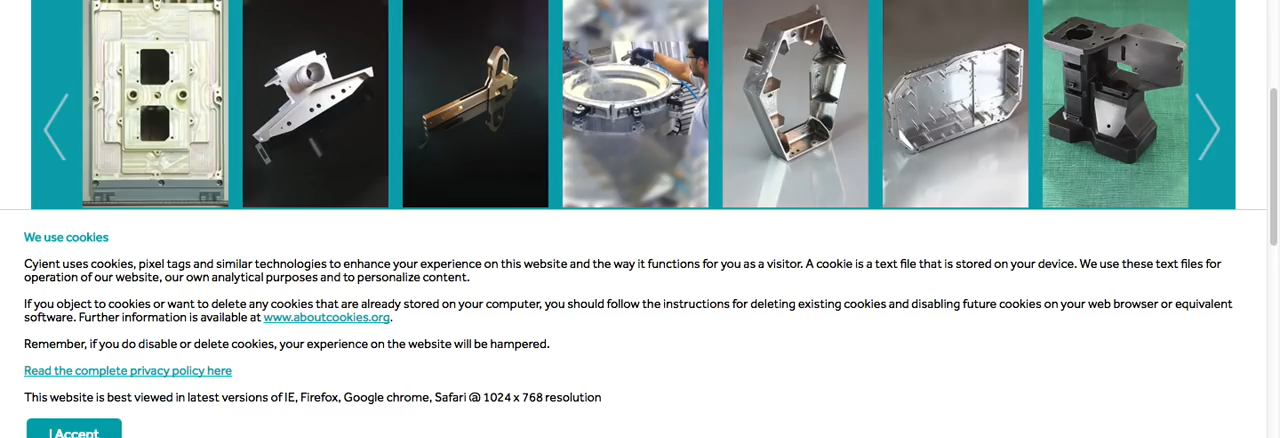 We use cookies
Cyient uses cookies, pixel tags and similar technologies to enhance your experience on this website and the way it functions for you as a visitor. A cookie is a text file that is stored on your device. We use these text files for
operation of our website, our own analytical purposes and to personalize content.
If you object to cookies or want to delete any cookies that are already stored on your computer, you should follow the instructions for deleting existing cookies and disabling future cookies on your web browser or equivalent
software. Further information is available at www.aboutcookies.org.
Remember, if you do disable or delete cookies, your experience on the website will be hampered.
Read the complete privacy policy here
This website is best viewed in latest versions of IE, Firefox, Google chrome, Safari @ 1024 x 768 resolution
I Accept